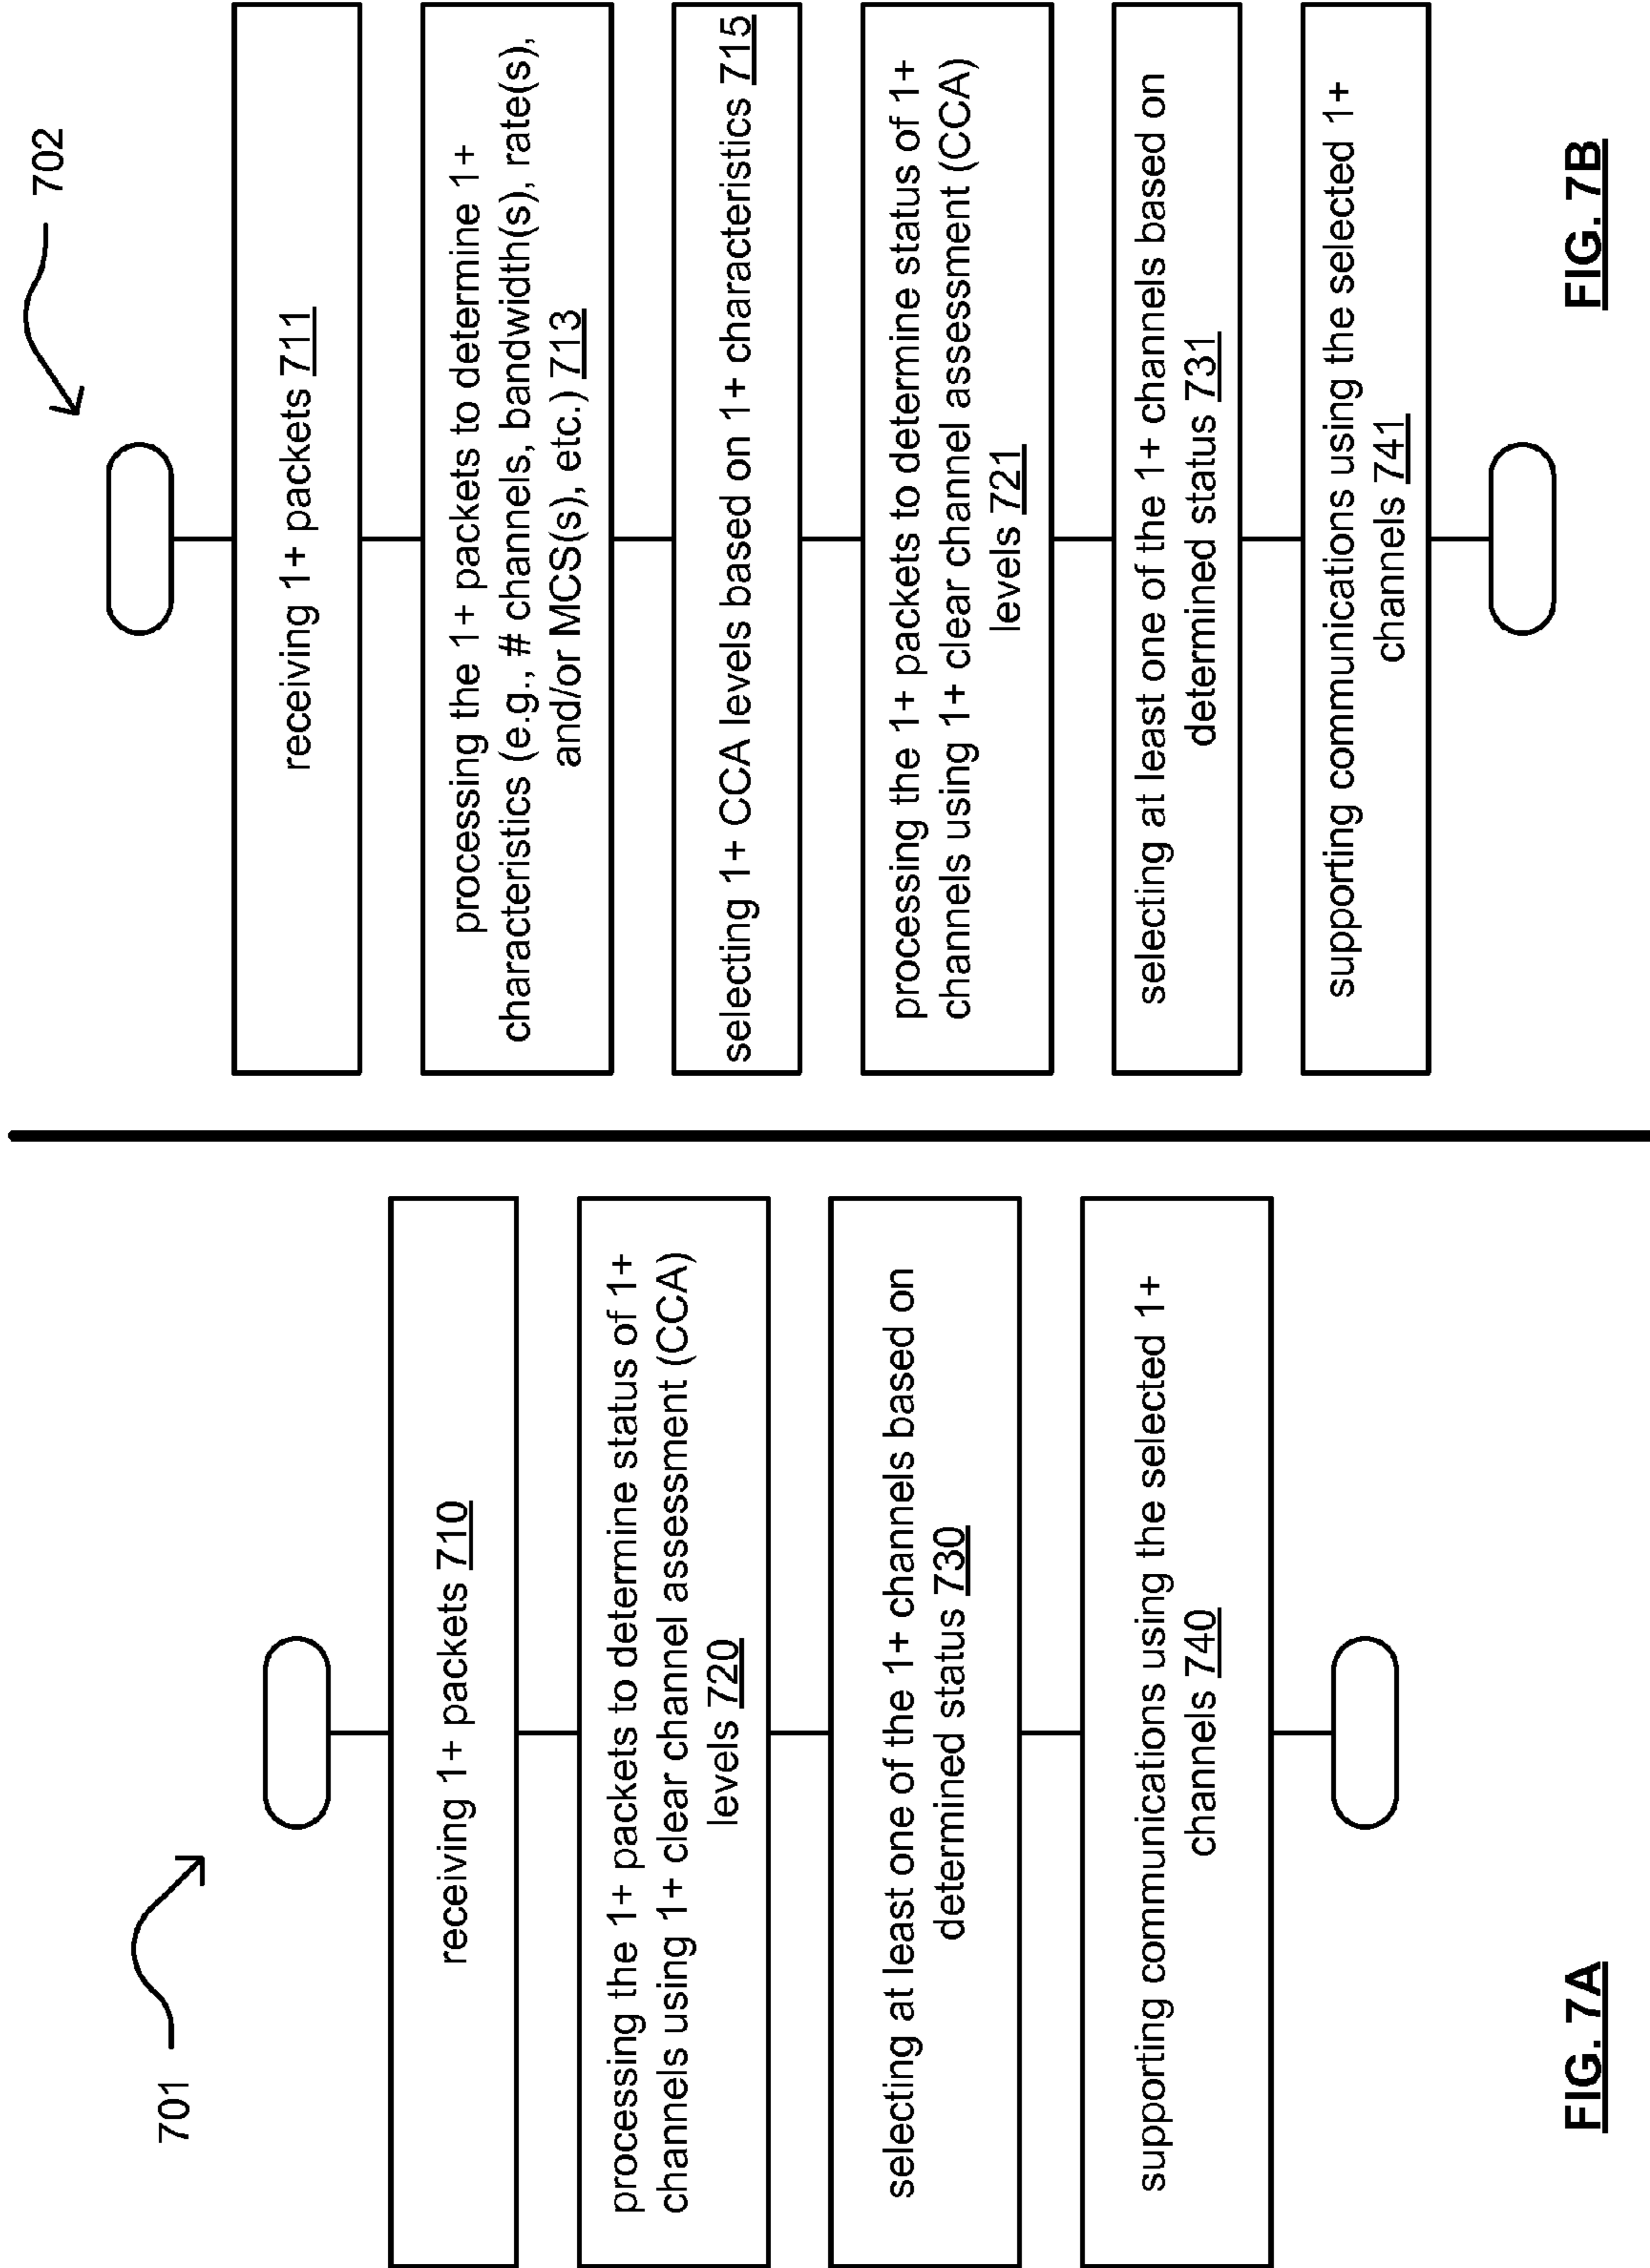 701
receiving 1+ packets 710
processing the 1+ packets to determine status of 1+
channels using 1+ clear channel assessment (CCA)
levels 720
selecting at least one of the 1+ channels based on
determined status 730
supporting communications using the selected 1+
channels 740
FIG. 7A
702
receiving 1+ packets 711
processing the 1+ packets to determine 1+
characteristics (e.g., # channels, bandwidth(s), rate(s),
and/or MCS(s), etc.) 713
selecting 1+ CCA levels based on 1+ characteristics 715
processing the 1+ packets to determine status of 1+
channels using 1+ clear channel assessment (CCA)
levels 721
selecting at least one of the 1+ channels based on
determined status 731
supporting communications using the selected 1+
channels 741
FIG. 7B